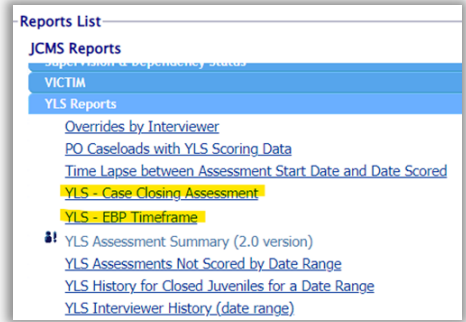 Reports List
JCMS Reports
Supervision & Dependency Status
VICTIM
YLS Reports
Overrides by Interviewer
PO Caseloads with YLS Scoring Data
Time Lapse between Assessment Start Date and Date Scored
YLS - Case Closing Assessment
YLS - EBP Timeframe
YLS Assessment Summary (2.0 version)
YLS Assessments Not Scored by Date Range
YLS History for Closed Juveniles for a Date Range
YLS Interviewer History (date range)